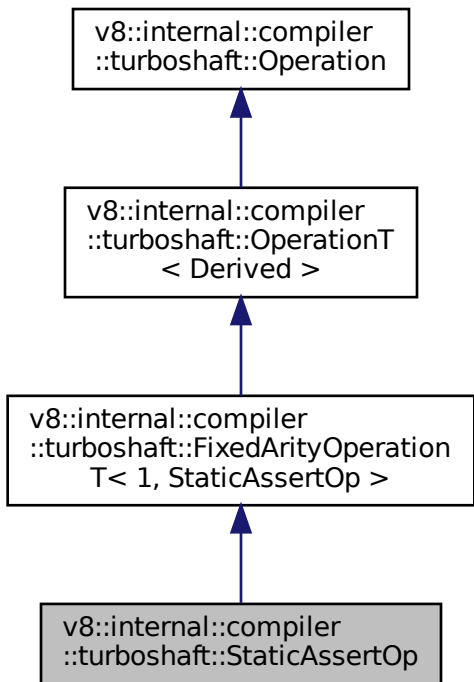 v8::internal::compiler
::turboshaft::Operation
v8::internal::compiler
::turboshaft::OperationT
< Derived >
v8::internal::compiler
::turboshaft::FixedArityOperation
T< 1, StaticAssertOp >
v8::internal::compiler
::turboshaft::StaticAssertOp